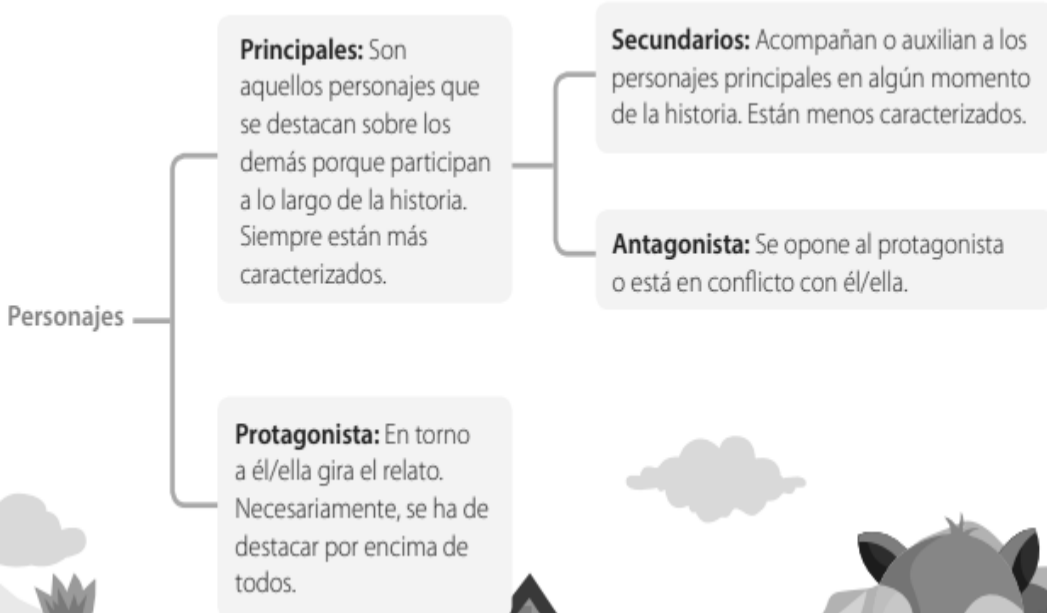 Principales: Son
aquellos personajes que
se destacan sobre los
demás porque participan
a lo largo de la historia.
Siempre están más
caracterizados.
Secundarios: Acompañan o auxilian a los
personajes principales en algún momento
de la historia. Están menos caracterizados.
Antagonista: Se opone al protagonista
o está en conflicto con él/ella.
Personajes
Protagonista: En torno
a él/ella gira el relato.
Necesariamente, se ha de
destacar por encima de
todos.